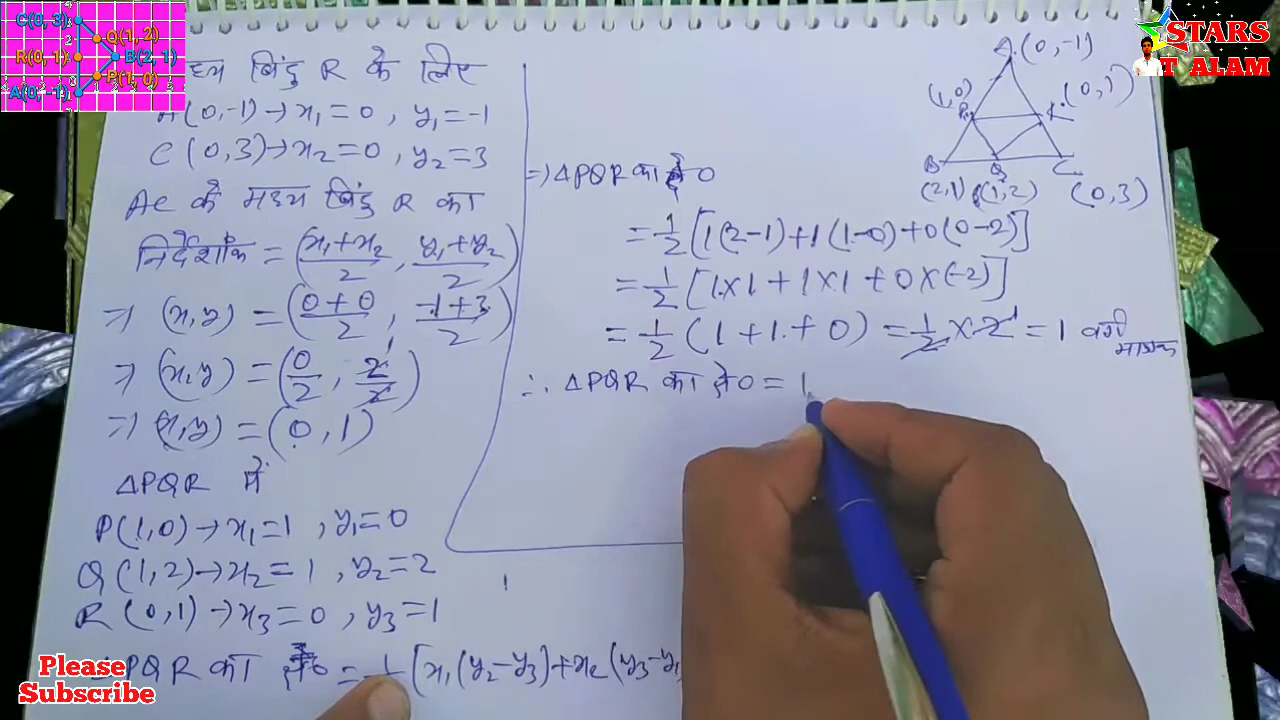 C(0, 3)
Q(1, 2)
R(0, 1)
B(2, 1)
P(1, 0)
A(0, -1)
STARS
T ALAM
ध्य बिंदु R के लिए
A(0,-1)→x₁=0, y₁=-1
C(0,3)→x₂=0, y₂=3
AC के मध्य बिंदु R का
निर्देशांक = (x₁+x₂/2, y₁+y₂/2)
⇒ (x,y) = (0+0/2, -1+3/2)
⇒ (x,y) = (0/2, 2/2)
⇒ (x,y) = (0,1)
△PQR में
P(1,0)→x₁=1, y₁=0
Q(1,2)→x₂=1, y₂=2
R(0,1)→x₃=0, y₃=1
△PQR का क्षे० = 1/2[x₁(y₂-y₃)+x₂(y₃-y₁
⇒ △PQR का क्षे०
= 1/2[1(2-1)+1(1-0)+0(0-2)]
= 1/2[1×1+1×1+0×(-2)]
= 1/2(1+1+0) = 1/2×2 = 1 वर्ग मात्रक
∴ △PQR का क्षे० = 1
A(0,-1)
(1,0)
P
R
(0,1)
B
Q
C
(2,1)
(1,2)
(0,3)
Please
Subscribe